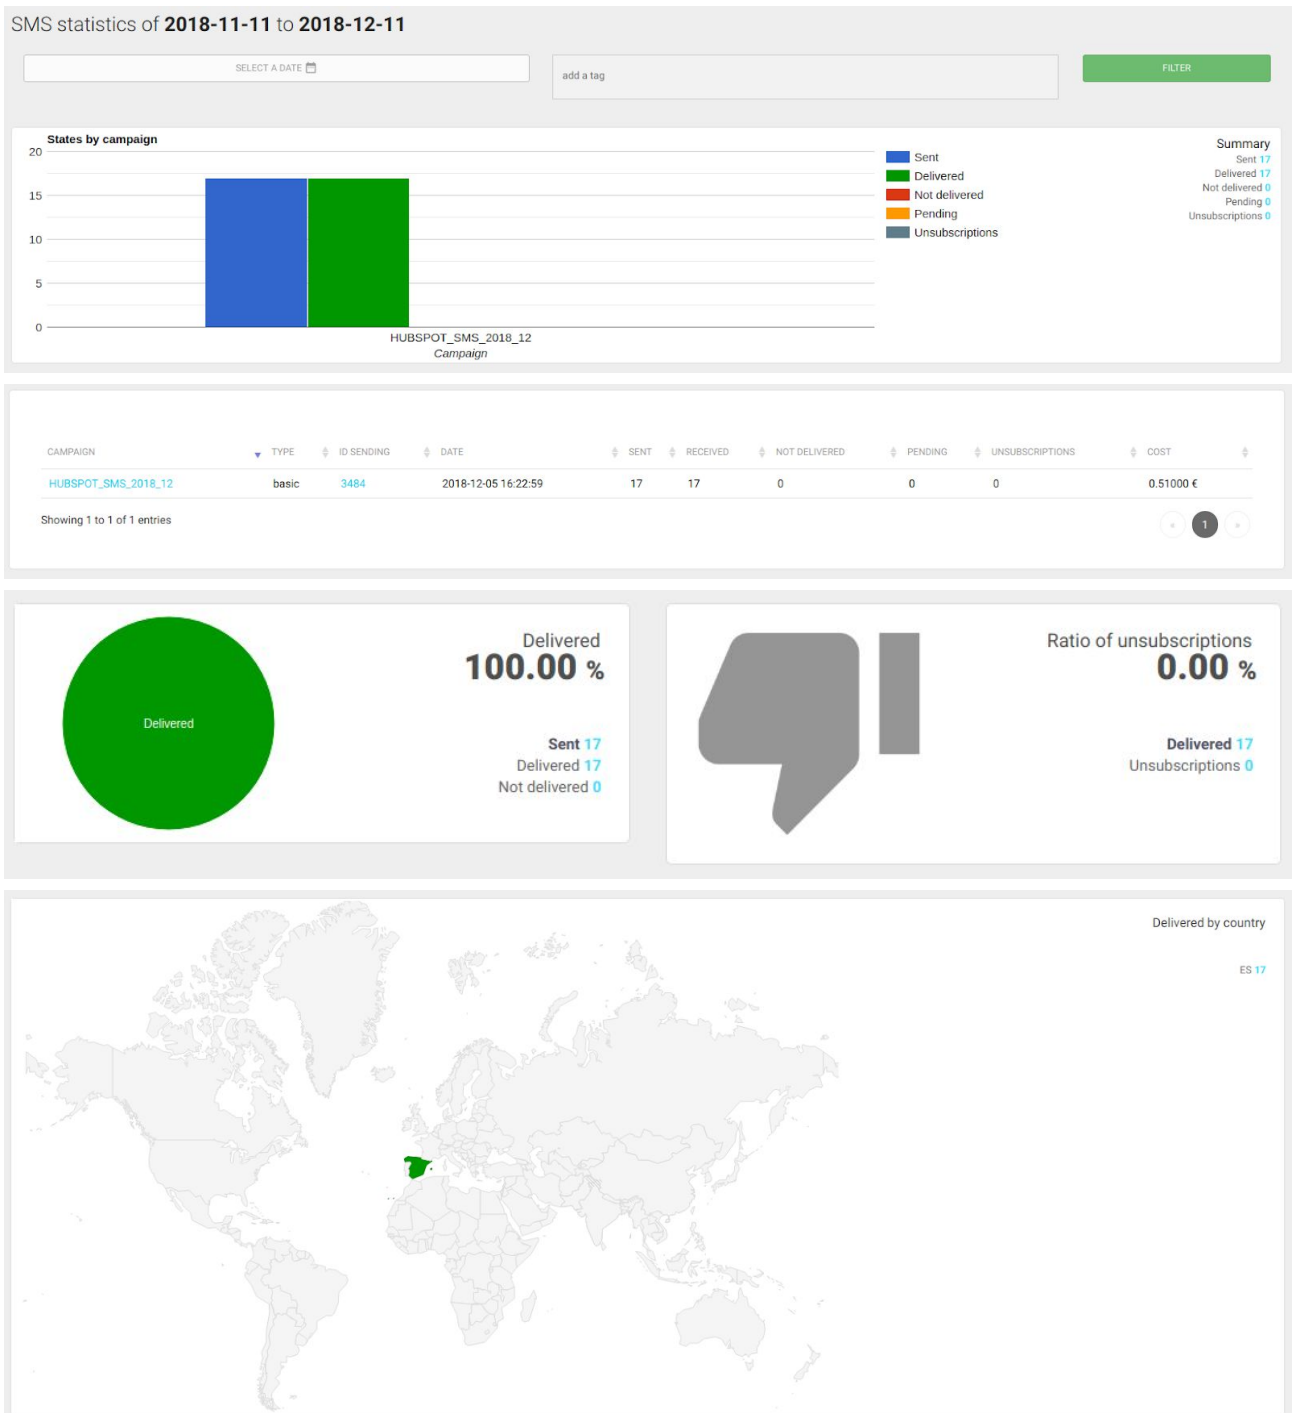 SMS statistics of 2018-11-11 to 2018-12-11
SELECT A DATE
add a tag
FILTER
States by campaign
20
15
10
5
0
HUBSPOT_SMS_2018_12
Campaign
Sent
Delivered
Not delivered
Pending
Unsubscriptions
Summary
Sent 17
Delivered 17
Not delivered 0
Pending 0
Unsubscriptions 0
CAMPAIGN TYPE ID SENDING DATE SENT RECEIVED NOT DELIVERED PENDING UNSUBSCRIPTIONS COST
HUBSPOT_SMS_2018_12 basic 3484 2018-12-05 16:22:59 17 17 0 0 0 0.51000 €
Showing 1 to 1 of 1 entries
« 1 »
Delivered
Delivered
100.00 %
Sent 17
Delivered 17
Not delivered 0
Ratio of unsubscriptions
0.00 %
Delivered 17
Unsubscriptions 0
Delivered by country
ES 17